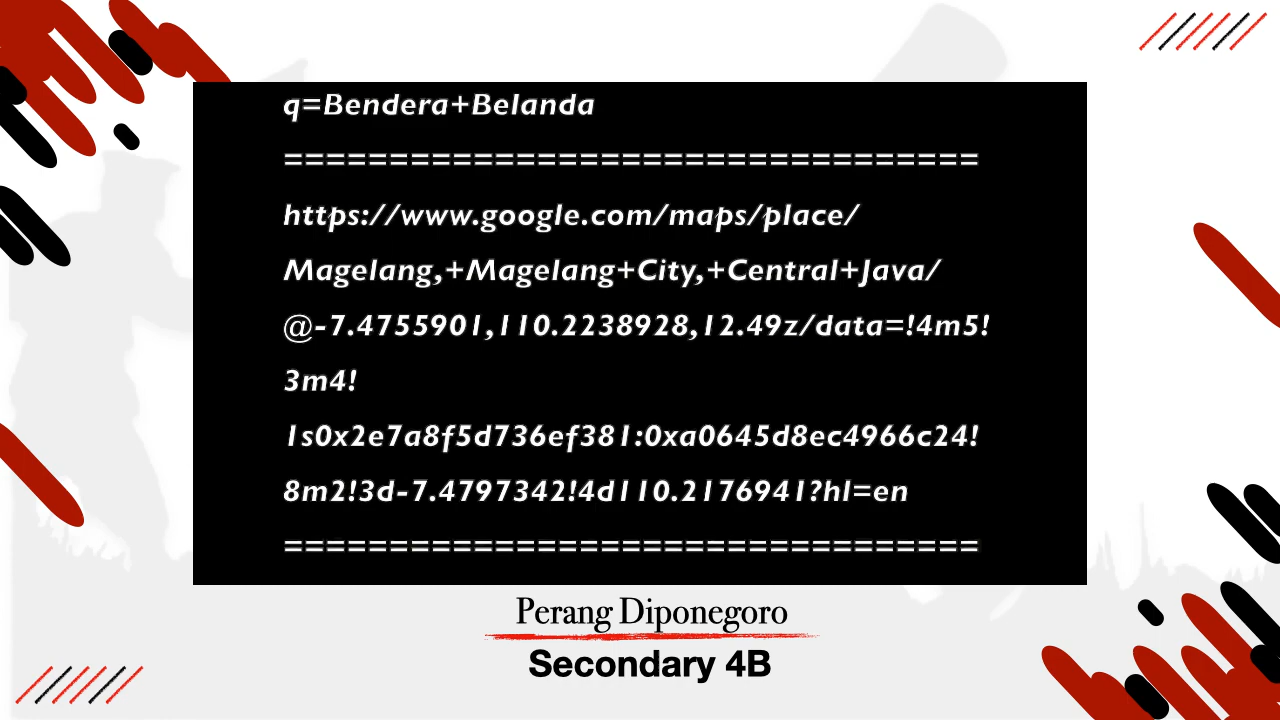 q=Bendera+Belanda
=================================
https://www.google.com/maps/place/
Magelang,+Magelang+City,+Central+Java/
@-7.4755901,110.2238928,12.49z/data=!4m5!
3m4!
1s0x2e7a8f5d736ef381:0xa0645d8ec4966c24!
8m2!3d-7.4797342!4d110.2176941?hl=en
=================================
Perang Diponegoro
Secondary 4B